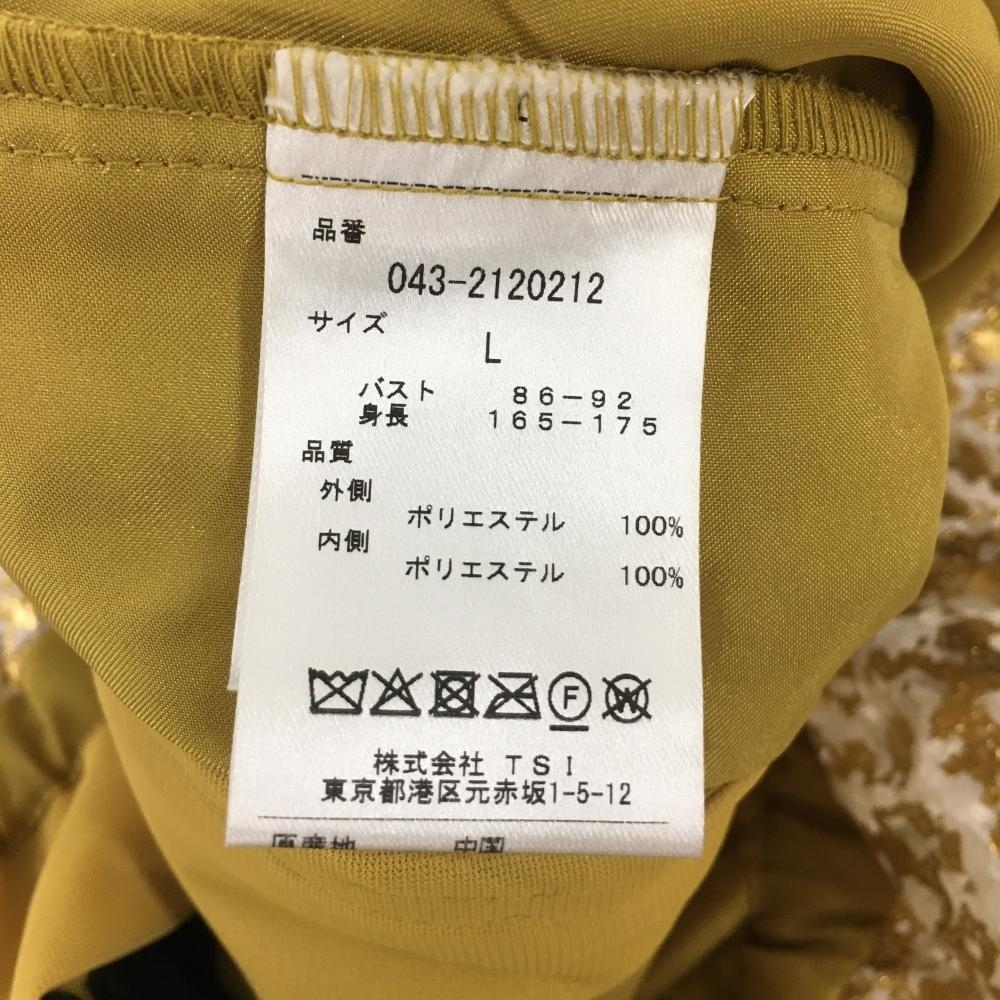 品番
043-2120212
サイズ
L
バスト 86-92
身長 165-175
品質
外側
ポリエステル 100%
内側
ポリエステル 100%
F W
株式会社 TSI
東京都港区元赤坂1-5-12
原産地 中国